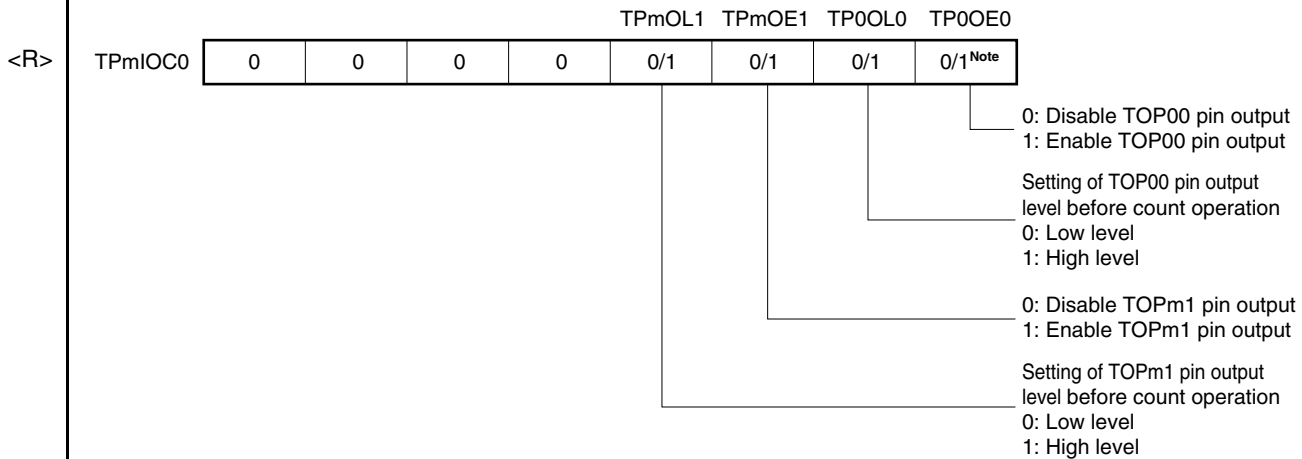 TPmOL1 TPmOE1 TP0OL0 TP0OE0
<R> TPmIOC0 0 0 0 0 0/1 0/1 0/1 0/1Note
0: Disable TOP00 pin output
1: Enable TOP00 pin output
Setting of TOP00 pin output
level before count operation
0: Low level
1: High level
0: Disable TOPm1 pin output
1: Enable TOPm1 pin output
Setting of TOPm1 pin output
level before count operation
0: Low level
1: High level